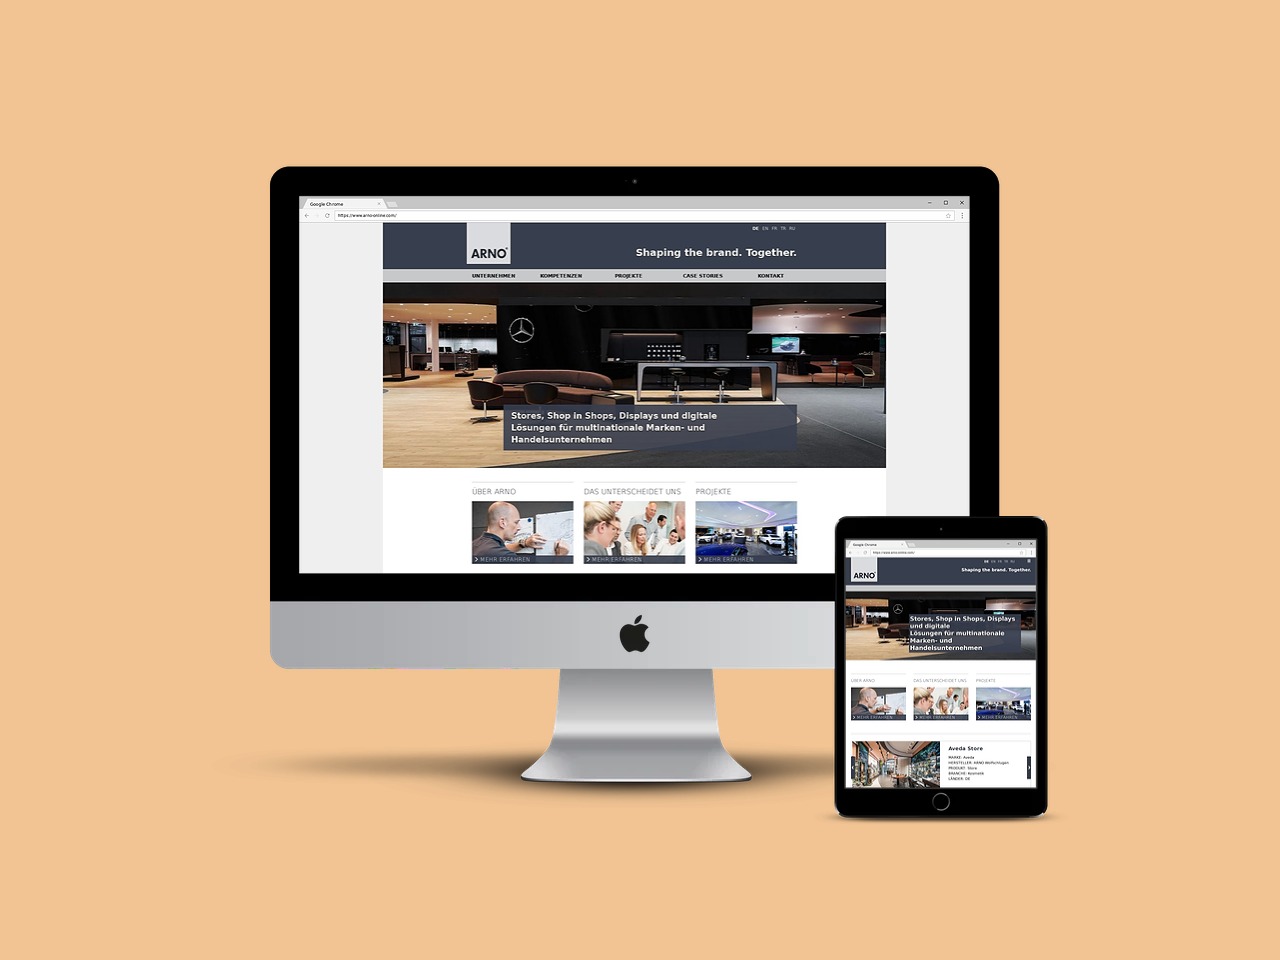 Google Chrome
https://www.arno-online.com/
DE EN FR TR RU
ARNO
Shaping the brand. Together.
UNTERNEHMEN KOMPETENZEN PROJEKTE CASE STORIES KONTAKT
Stores, Shop in Shops, Displays und digitale
Lösungen für multinationale Marken- und
Handelsunternehmen
ÜBER ARNO DAS UNTERSCHEIDET UNS PROJEKTE
MEHR ERFAHREN MEHR ERFAHREN MEHR ERFAHREN
Google Chrome
https://www.arno-online.com/
DE EN FR TR RU
ARNO
Shaping the brand. Together.
Stores, Shop in Shops, Displays
und digitale
Lösungen für multinationale
Marken- und
Handelsunternehmen
ÜBER ARNO DAS UNTERSCHEIDET UNS PROJEKTE
MEHR ERFAHREN MEHR ERFAHREN MEHR ERFAHREN
Aveda Store
MARKE: Aveda
HERSTELLER: ARNO Wolfschlugen
PRODUKT: Store
BRANCHE: Kosmetik
LÄNDER: DE